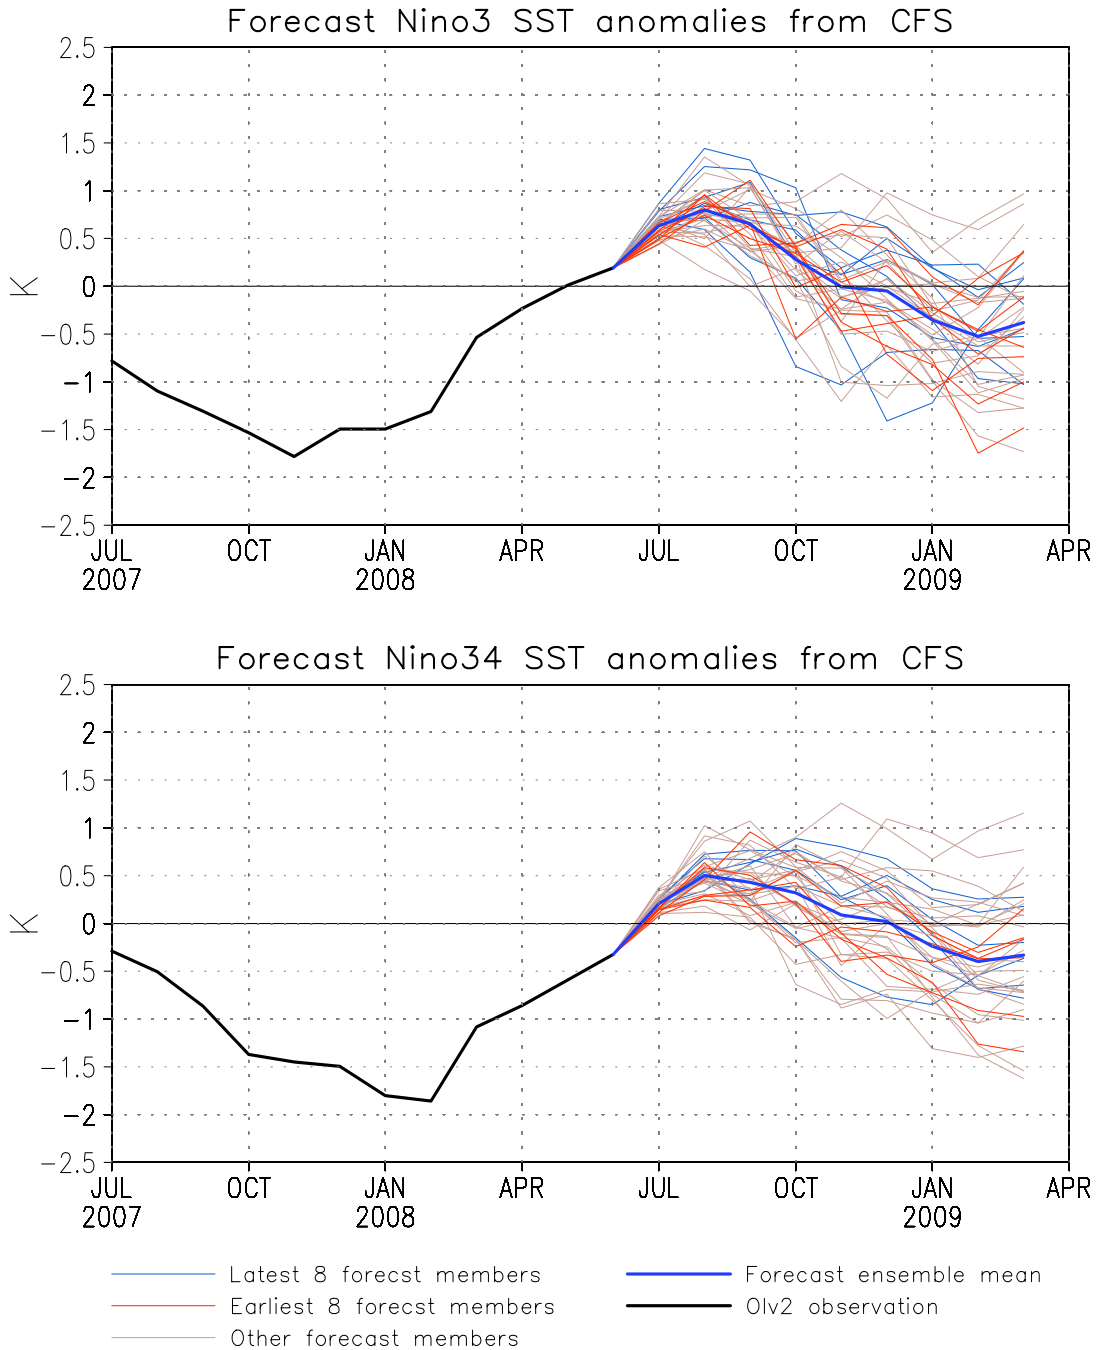 Forecast Nino3 SST anomalies from CFS
2.5
2
1.5
1
0.5
0
-0.5
-1
-1.5
-2
-2.5
K
JUL OCT JAN APR JUL OCT JAN APR
2007 2008 2009
Forecast Nino34 SST anomalies from CFS
2.5
2
1.5
1
0.5
0
-0.5
-1
-1.5
-2
-2.5
K
JUL OCT JAN APR JUL OCT JAN APR
2007 2008 2009
Latest 8 forecst members
Earliest 8 forecst members
Other forecast members
Forecast ensemble mean
OIv2 observation